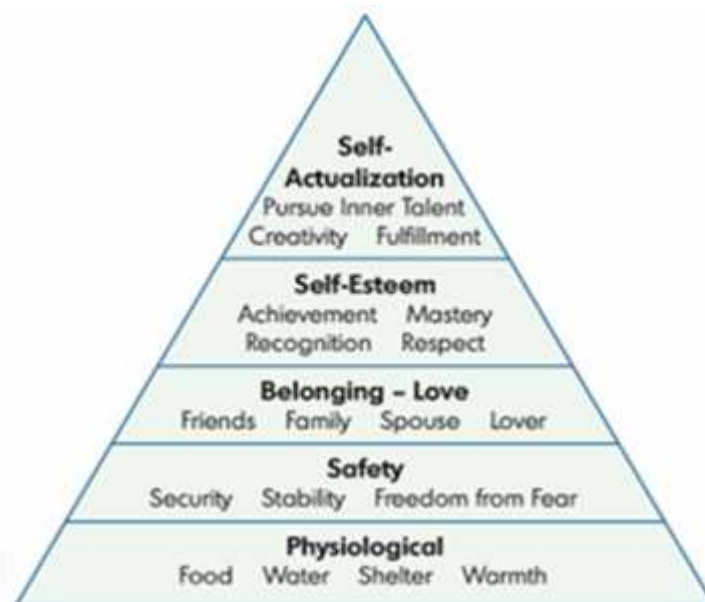 Self-
Actualization
Pursue Inner Talent
Creativity Fulfillment
Self-Esteem
Achievement Mastery
Recognition Respect
Belonging – Love
Friends Family Spouse Lover
Safety
Security Stability Freedom from Fear
Physiological
Food Water Shelter Warmth